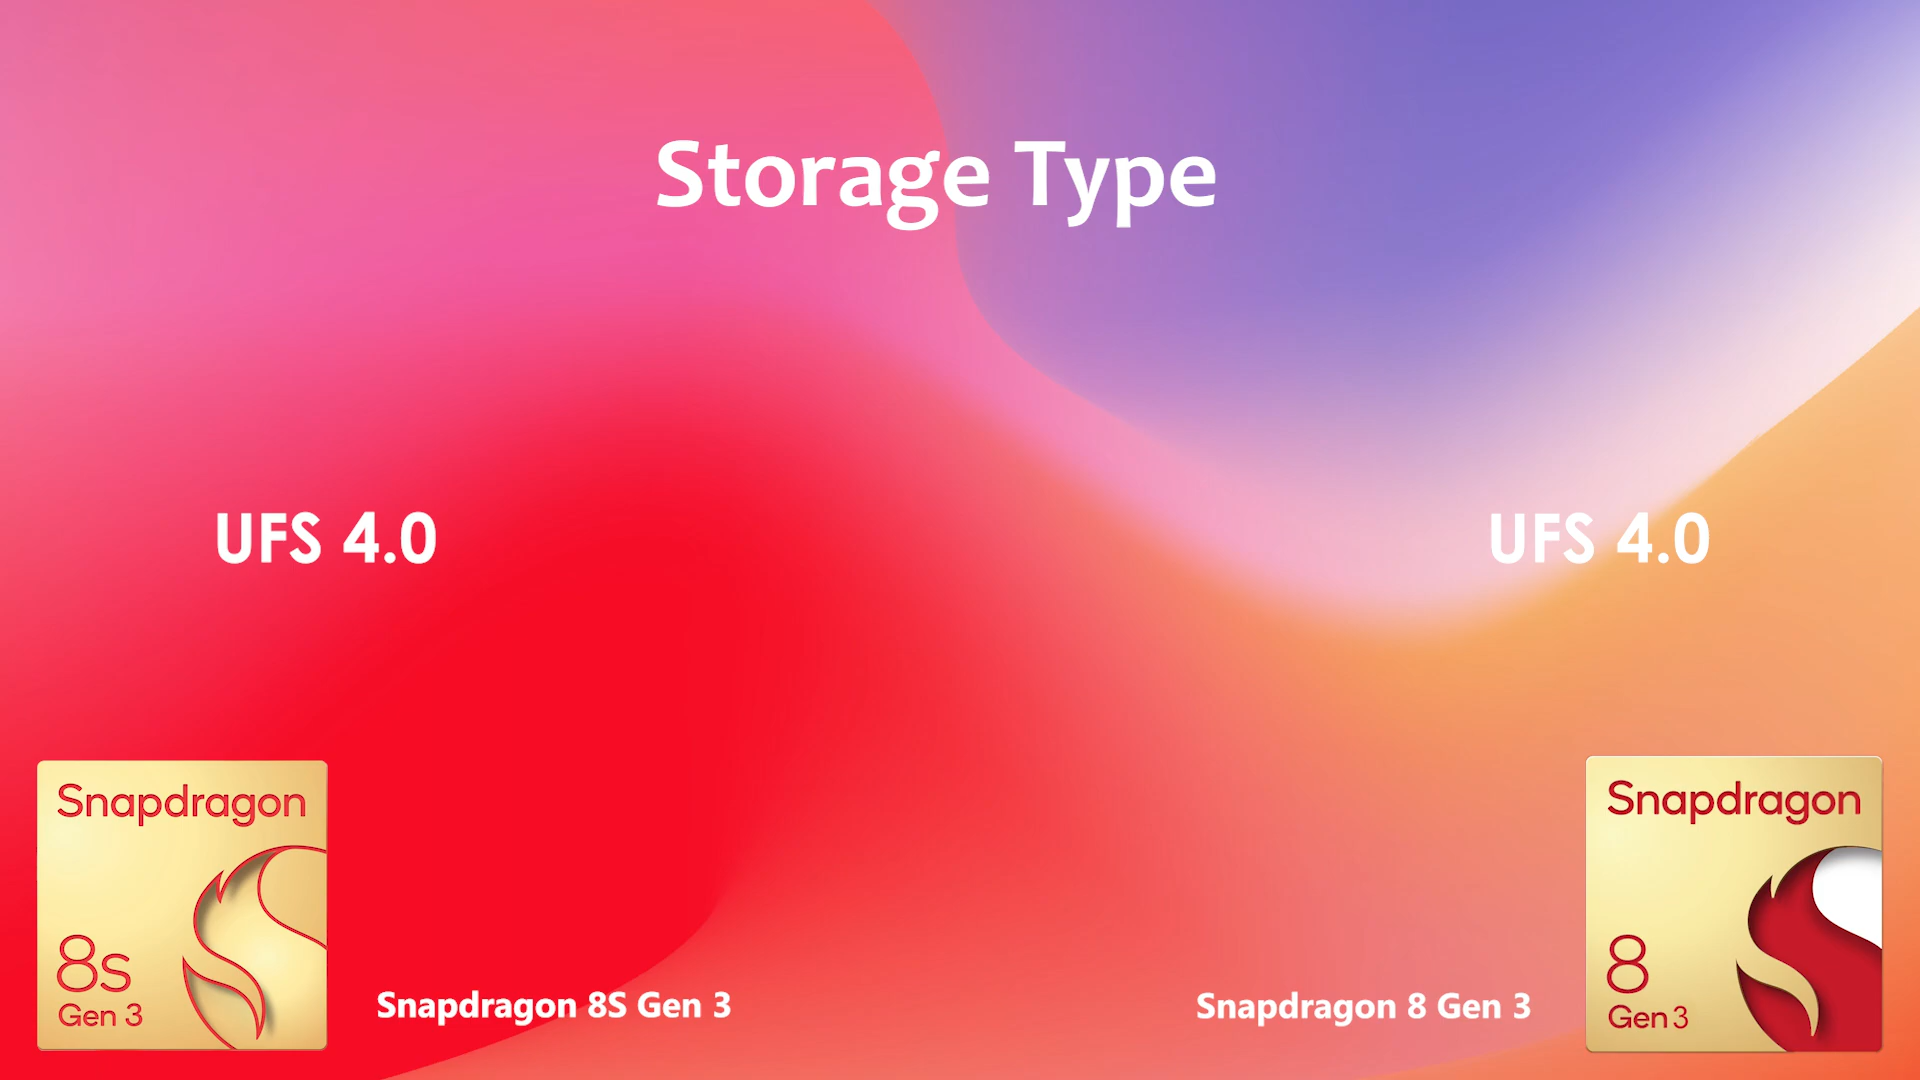 Storage Type
UFS 4.0
UFS 4.0
Snapdragon
8s
Gen 3
Snapdragon 8S Gen 3
Snapdragon 8 Gen 3
Snapdragon
8
Gen 3